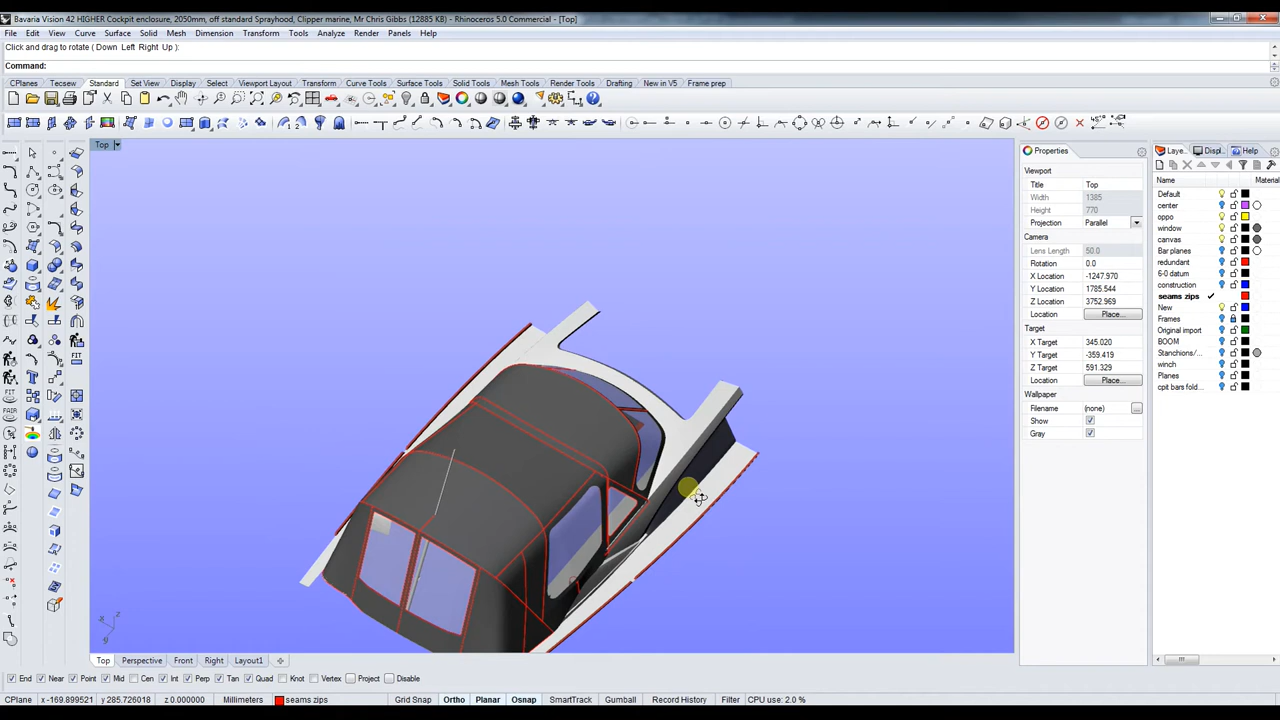 Bavaria Vision 42 HIGHER Cockpit enclosure, 2050mm, off standard Sprayhood, Clipper marine, Mr Chris Gibbs (12885 KB) - Rhinoceros 5.0 Commercial - [Top]
File Edit View Curve Surface Solid Mesh Dimension Transform Tools Analyze Render Panels Help
Click and drag to rotate ( Down Left Right Up ):
Command:
CPlanes Tecsew Standard Set View Display Select Viewport Layout Transform Curve Tools Surface Tools Solid Tools Mesh Tools Render Tools Drafting New in V5 Frame prep
Top
Properties
Viewport
Title Top
Width 1385
Height 770
Projection Parallel
Camera
Lens Length 50.0
Rotation 0.0
X Location -1247.970
Y Location 1785.544
Z Location 3752.969
Location Place...
Target
X Target 345.020
Y Target -359.419
Z Target 591.329
Location Place...
Wallpaper
Filename (none) ...
Show
Gray
Laye... Displ... Help
Name Material
Default
center
oppo
window
canvas
Bar planes
redundant
6-0 datum
construction
seams zips
New
Frames
Original import
BOOM
Stanchions/...
winch
Planes
cpit bars fold...
FIT
FIT
FAIR
x z
y
Top Perspective Front Right Layout1
End Near Point Mid Cen Int Perp Tan Quad Knot Vertex Project Disable
CPlane x -169.899521 y 285.726018 z 0.000000 Millimeters seams zips Grid Snap Ortho Planar Osnap SmartTrack Gumball Record History Filter CPU use: 2.0 %